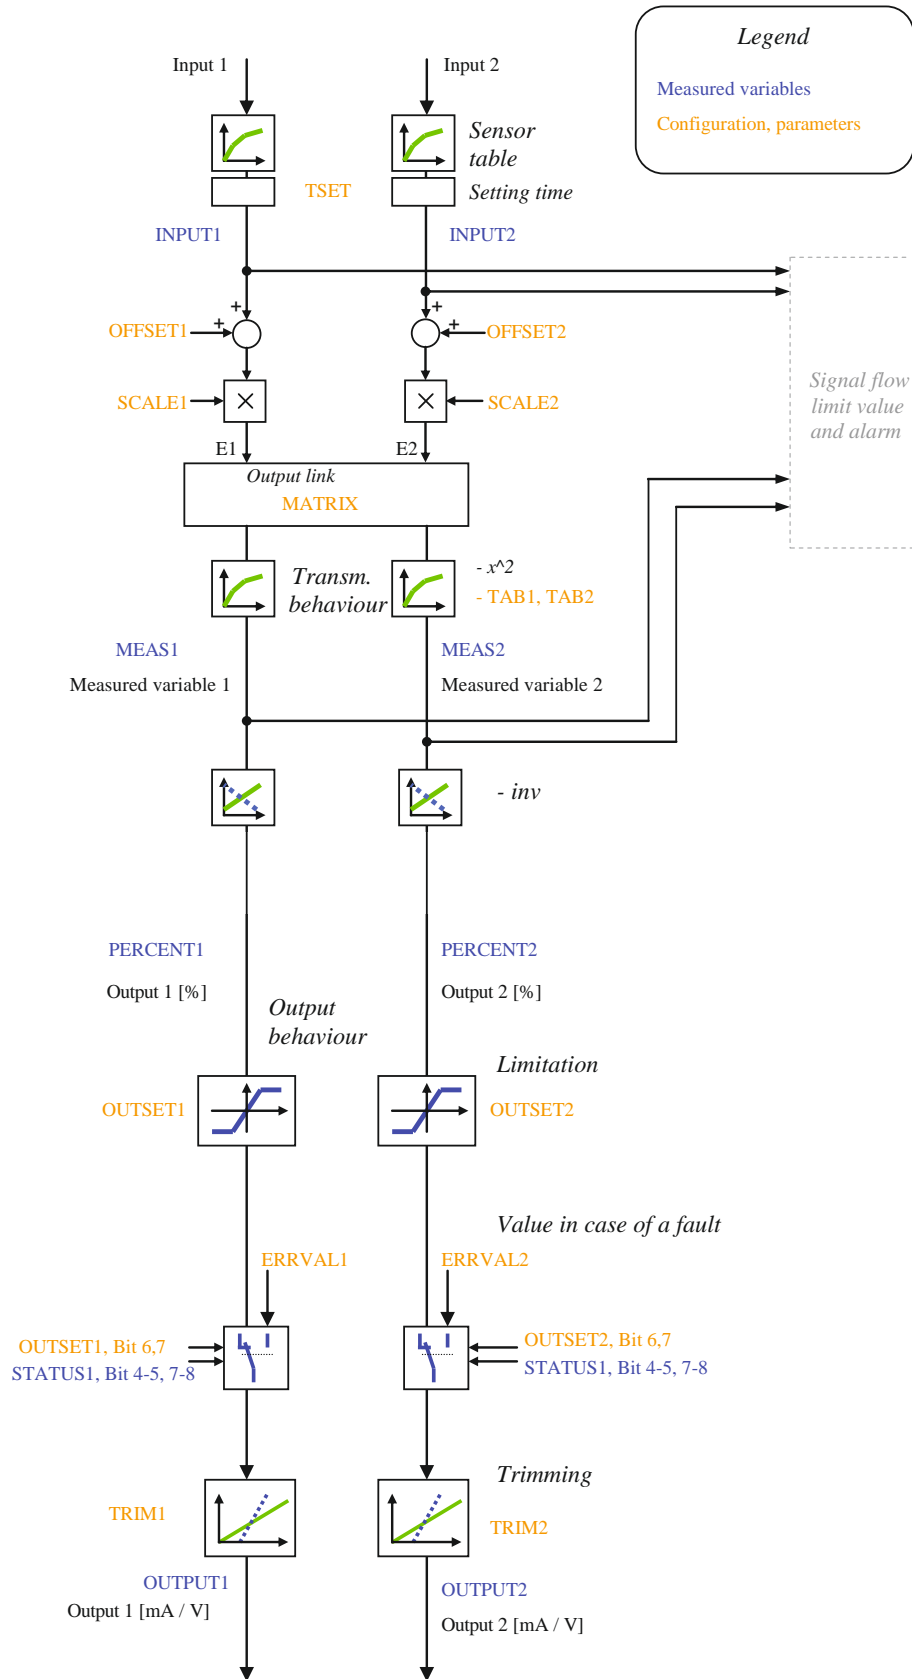 Legend
Measured variables
Configuration, parameters
Input 1
Input 2
Sensor
table
TSET
Setting time
INPUT1
INPUT2
+
+
OFFSET1
+
+
OFFSET2
SCALE1
×
×
SCALE2
Signal flow
limit value
and alarm
E1
E2
Output link
MATRIX
Transm.
behaviour
- x^2
- TAB1, TAB2
MEAS1
MEAS2
Measured variable 1
Measured variable 2
- inv
PERCENT1
PERCENT2
Output 1 [%]
Output 2 [%]
Output
behaviour
Limitation
OUTSET1
OUTSET2
Value in case of a fault
ERRVAL1
ERRVAL2
OUTSET1, Bit 6,7
STATUS1, Bit 4-5, 7-8
OUTSET2, Bit 6,7
STATUS1, Bit 4-5, 7-8
Trimming
TRIM1
TRIM2
OUTPUT1
Output 1 [mA / V]
OUTPUT2
Output 2 [mA / V]